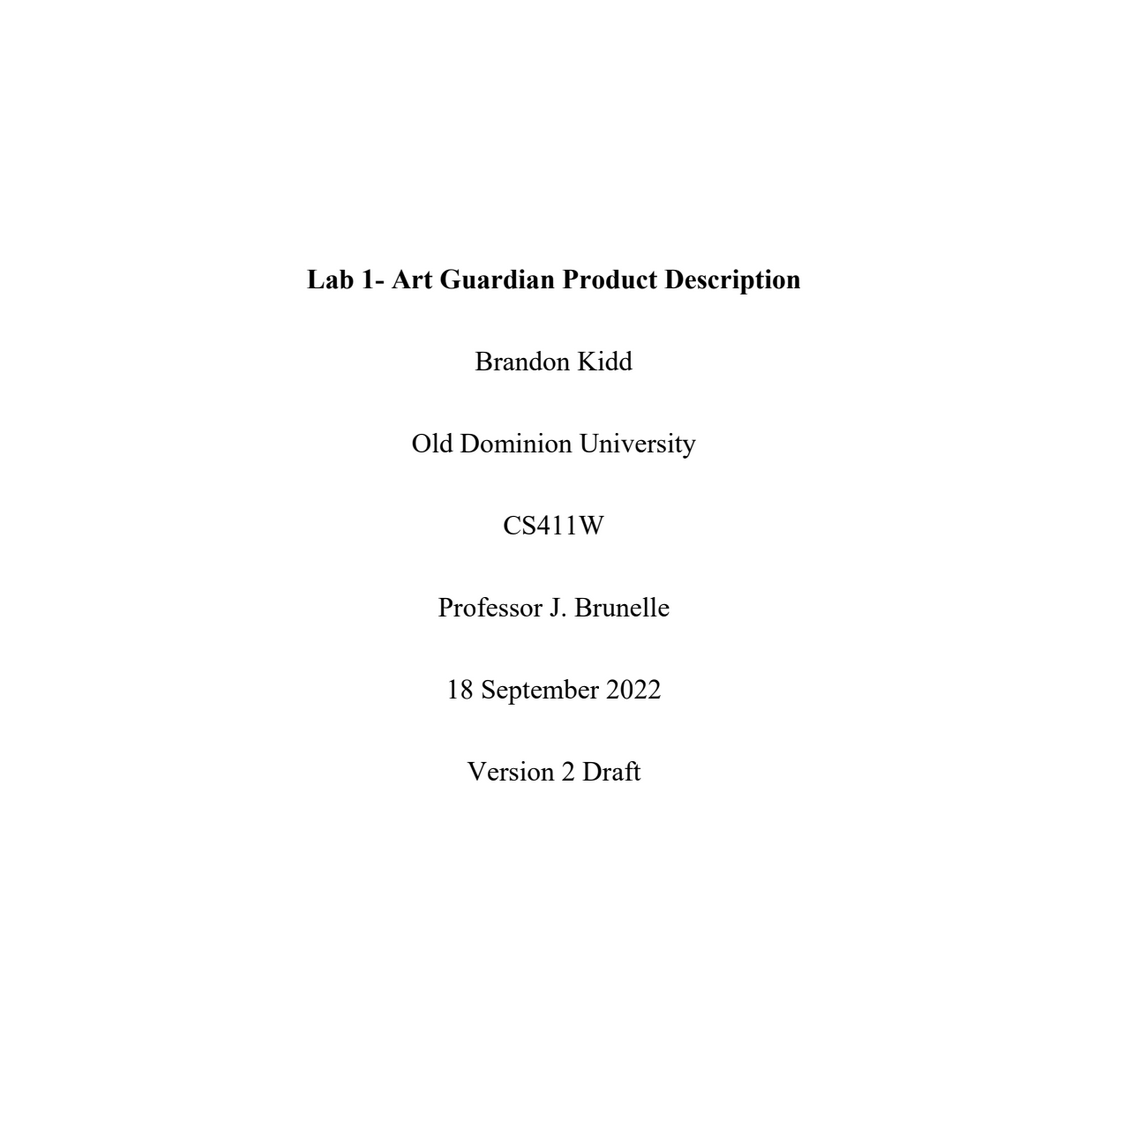 Lab 1- Art Guardian Product Description
Brandon Kidd
Old Dominion University
CS411W
Professor J. Brunelle
18 September 2022
Version 2 Draft